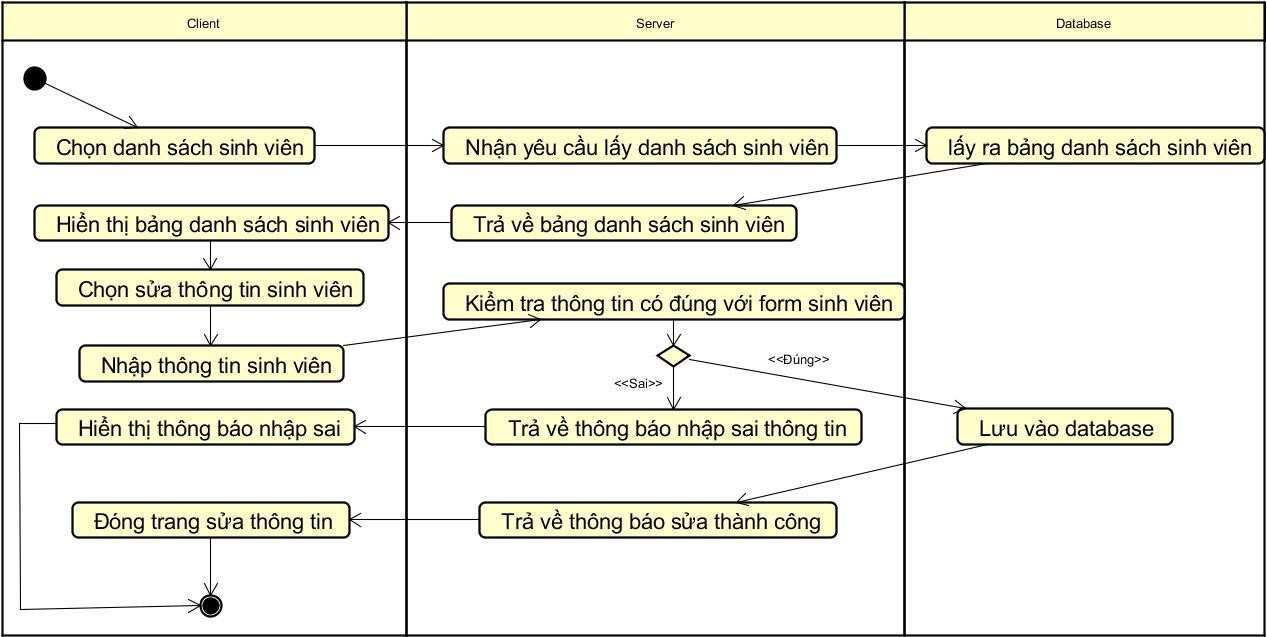 Client
Server
Database
Chọn danh sách sinh viên
Nhận yêu cầu lấy danh sách sinh viên
lấy ra bảng danh sách sinh viên
Hiển thị bảng danh sách sinh viên
Trả về bảng danh sách sinh viên
Chọn sửa thông tin sinh viên
Kiểm tra thông tin có đúng với form sinh viên
Nhập thông tin sinh viên
<<Đúng>>
<<Sai>>
Hiển thị thông báo nhập sai
Trả về thông báo nhập sai thông tin
Lưu vào database
Đóng trang sửa thông tin
Trả về thông báo sửa thành công